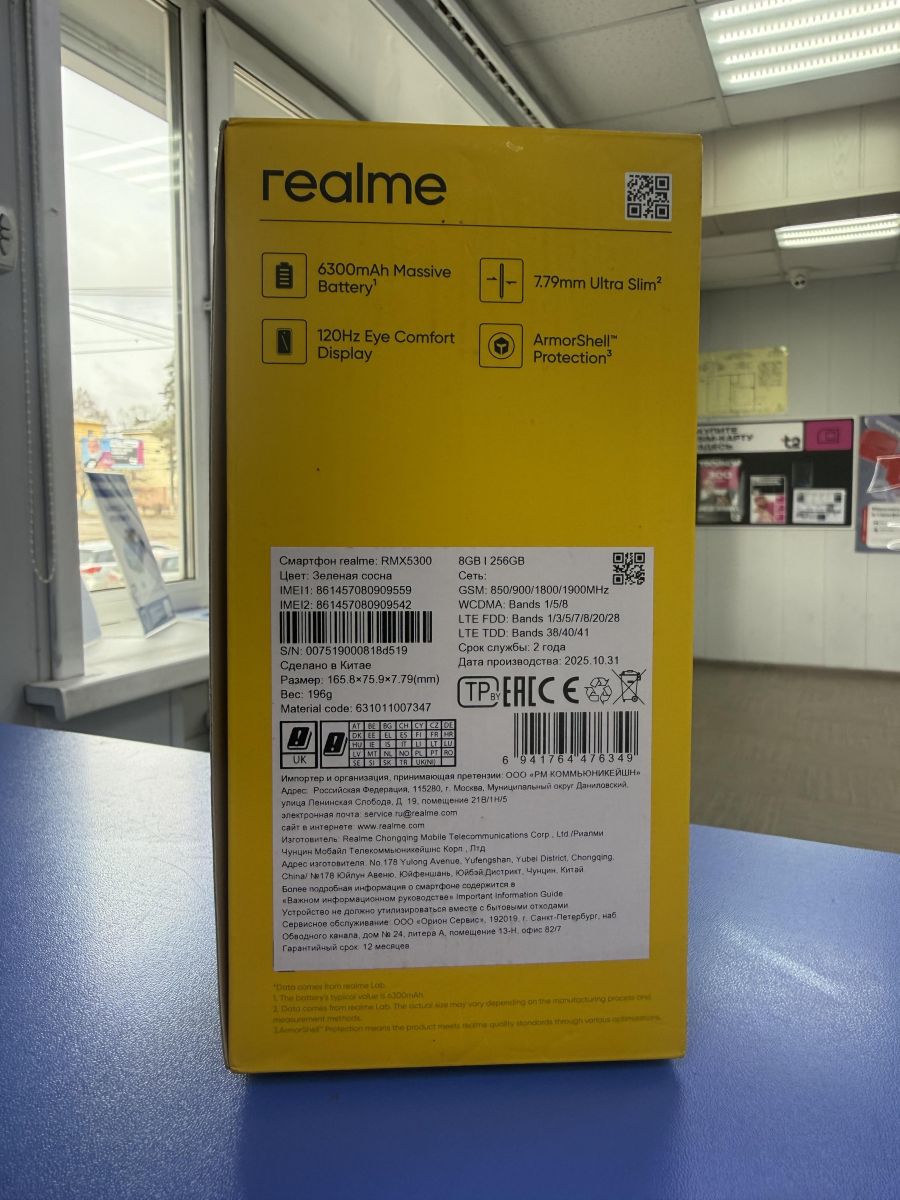 realme
6300mAh Massive
Battery¹
7.79mm Ultra Slim²
120Hz Eye Comfort
Display
ArmorShell™
Protection³
Смартфон realme: RMX5300
Цвет: Зеленая сосна
IMEI1: 861457080909559
IMEI2: 861457080909542
S/N: 007519000818d519
Сделано в Китае
Размер: 165.8×75.9×7.79(mm)
Вес: 196g
Material code: 631011007347
8GB | 256GB
Сеть:
GSM: 850/900/1800/1900MHz
WCDMA: Bands 1/5/8
LTE FDD: Bands 1/3/5/7/8/20/28
LTE TDD: Bands 38/40/41
Срок службы: 2 года
Дата производства: 2025.10.31
TP BY EAC CE
UK
AT BE BG CH CY CZ DE
DK EE EL ES FI FR HR
HU IE IS IT LI LT LU
LV MT NL NO PL PT RO
SE SI SK TR UK(NI)
6 941764 476349
Импортер и организация, принимающая претензии: ООО «РМ КОММЬЮНИКЕЙШН»
Адрес: Российская Федерация, 115280, г. Москва, Муниципальный округ Даниловский,
улица Ленинская Слобода, Д. 19, помещение 21В/1Н/5
электронная почта: service.ru@realme.com
сайт в интернете: www.realme.com
Изготовитель: Realme Chongqing Mobile Telecommunications Corp., Ltd./Риалми
Чунцин Мобайл Телекоммьюникейшнс Корп., Лтд
Адрес изготовителя: No.178 Yulong Avenue, Yufengshan, Yubei District, Chongqing,
China/ №178 Юйлун Авеню, Юйфеншань, Юйбэй Дистрикт, Чунцин, Китай
Более подробная информация о смартфоне содержится в
«Важном информационном руководстве» Important Information Guide
Устройство не должно утилизироваться вместе с бытовыми отходами.
Сервисное обслуживание: ООО «Орион Сервис», 192019, г. Санкт-Петербург, наб.
Обводного канала, дом № 24, литера А, помещение 13-Н, офис 82/7
Гарантийный срок: 12 месяцев
*Data comes from realme Lab.
1. The battery's typical value is 6300mAh.
2. Data comes from realme Lab. The actual size may vary depending on the manufacturing process and
measurement methods.
3.ArmorShell™ Protection means the product meets realme quality standards through various optimizations.
t2